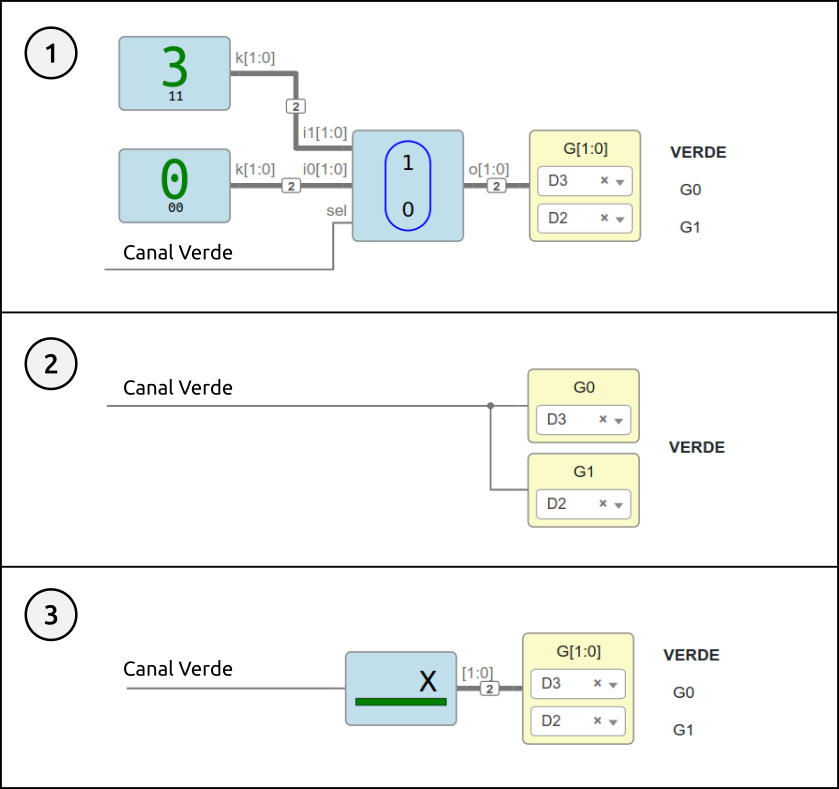 1
3
11
k[1:0]
2
i1[1:0]
0
00
k[1:0]
2
i0[1:0]
sel
1
0
o[1:0]
2
G[1:0]
D3 × ▾
D2 × ▾
VERDE
G0
G1
Canal Verde
2
Canal Verde
G0
D3 × ▾
G1
D2 × ▾
VERDE
3
Canal Verde
X
[1:0]
2
G[1:0]
D3 × ▾
D2 × ▾
VERDE
G0
G1